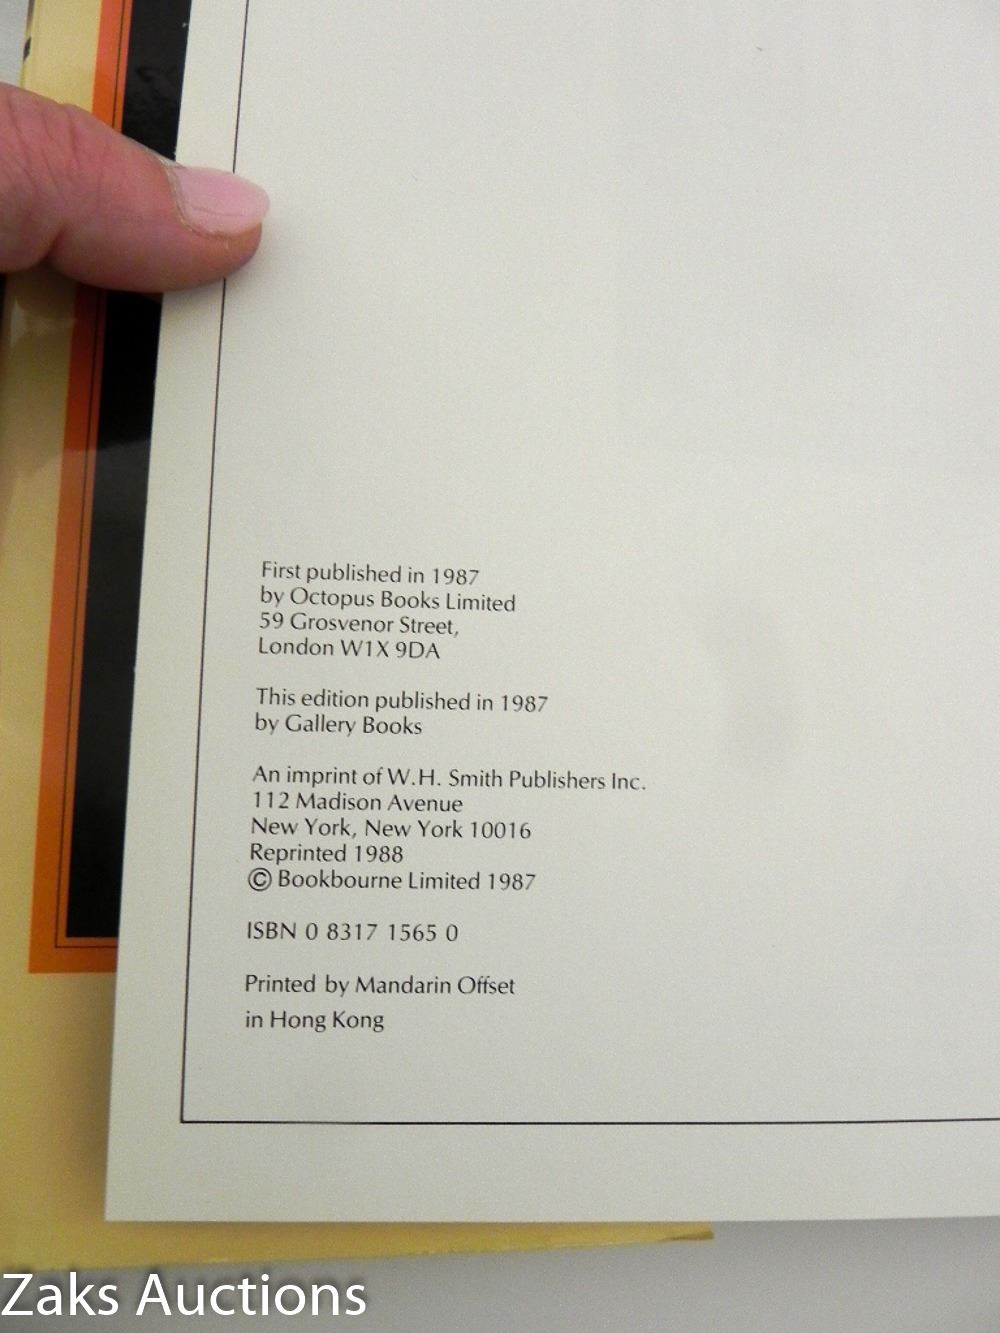 First published in 1987
by Octopus Books Limited
59 Grosvenor Street,
London W1X 9DA
This edition published in 1987
by Gallery Books
An imprint of W.H. Smith Publishers Inc.
112 Madison Avenue
New York, New York 10016
Reprinted 1988
© Bookbourne Limited 1987
ISBN 0 8317 1565 0
Printed by Mandarin Offset
in Hong Kong
Zaks Auctions